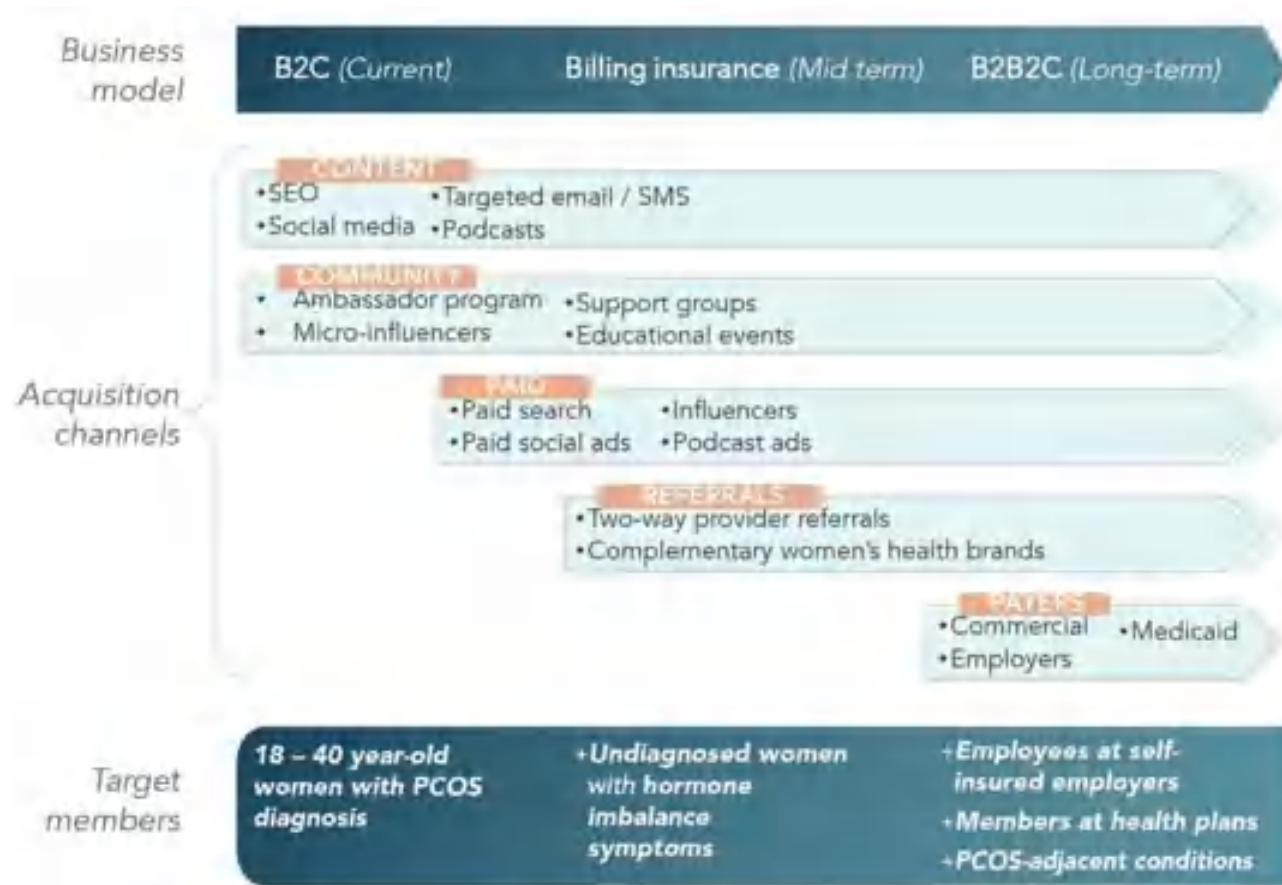 Business
model
B2C (Current)
Billing insurance (Mid term)
B2B2C (Long-term)
Acquisition
channels
CONTENT
•SEO
•Social media
•Targeted email / SMS
•Podcasts
COMMUNITY
• Ambassador program
• Micro-influencers
•Support groups
•Educational events
PAID
•Paid search
•Paid social ads
•Influencers
•Podcast ads
REFERRALS
•Two-way provider referrals
•Complementary women's health brands
PAYERS
•Commercial
•Employers
•Medicaid
Target
members
18 – 40 year-old
women with PCOS
diagnosis
+Undiagnosed women
with hormone
imbalance
symptoms
+Employees at self-
insured employers
+Members at health plans
+PCOS-adjacent conditions